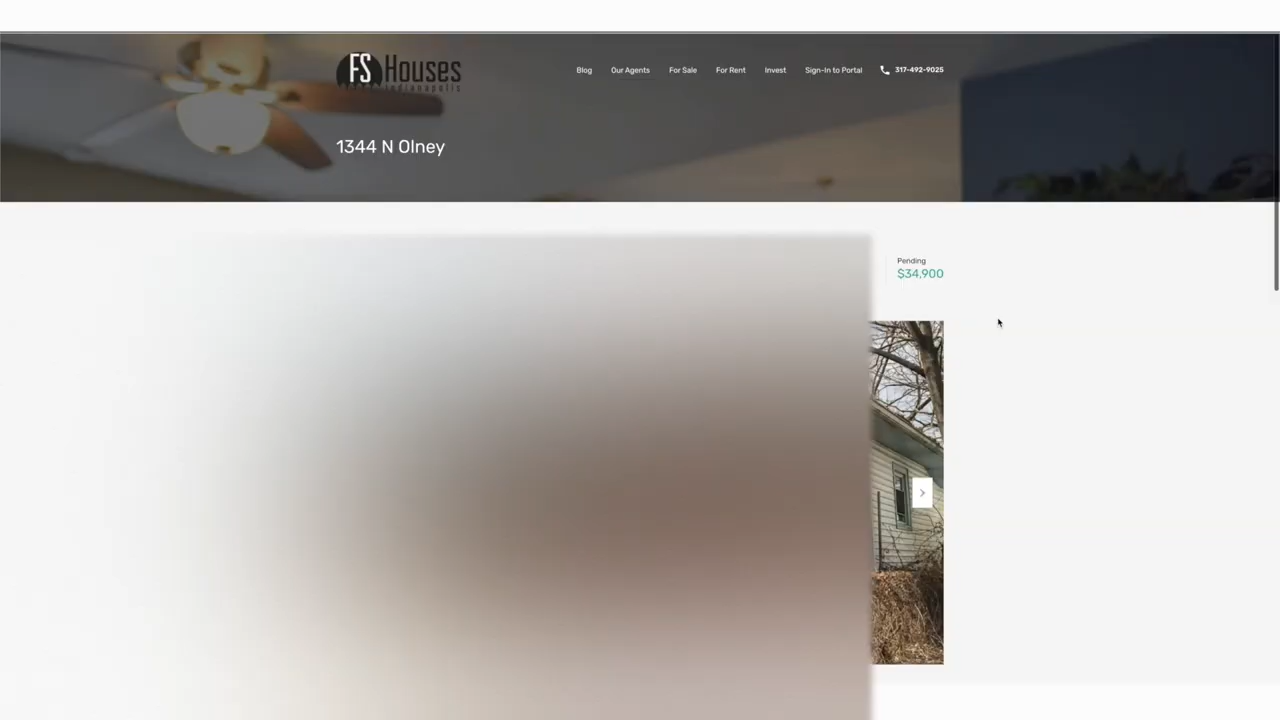 FS Houses
Indianapolis
Blog Our Agents For Sale For Rent Invest Sign-In to Portal 317-492-9025
1344 N Olney
Pending
$34,900